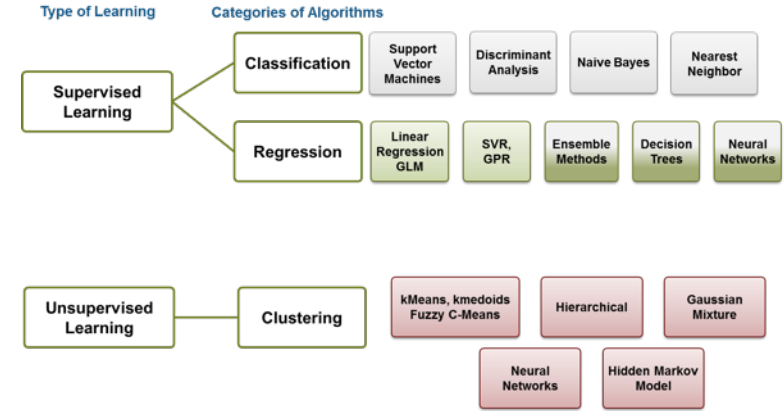 Type of Learning
Categories of Algorithms
Supervised
Learning
Classification
Support
Vector
Machines
Discriminant
Analysis
Naive Bayes
Nearest
Neighbor
Regression
Linear
Regression
GLM
SVR,
GPR
Ensemble
Methods
Decision
Trees
Neural
Networks
Unsupervised
Learning
Clustering
kMeans, kmedoids
Fuzzy C-Means
Hierarchical
Gaussian
Mixture
Neural
Networks
Hidden Markov
Model